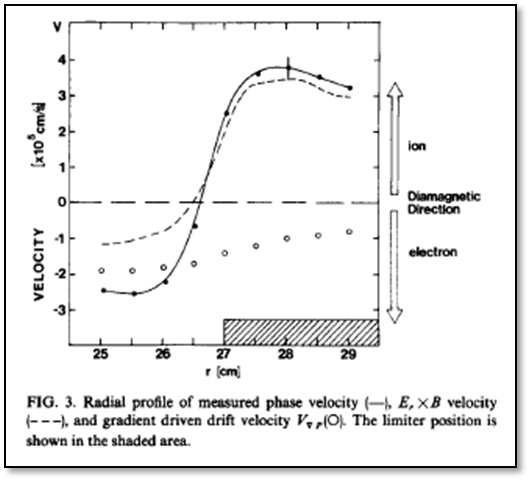 V
4
3
2
1
0
-1
-2
-3
[x10⁵cm/s]
VELOCITY
25 26 27 28 29
r [cm]
ion
Diamagnetic
Direction
electron
FIG. 3. Radial profile of measured phase velocity (—), Eᵣ × B velocity
(---), and gradient driven drift velocity V∇P(O). The limiter position is
shown in the shaded area.